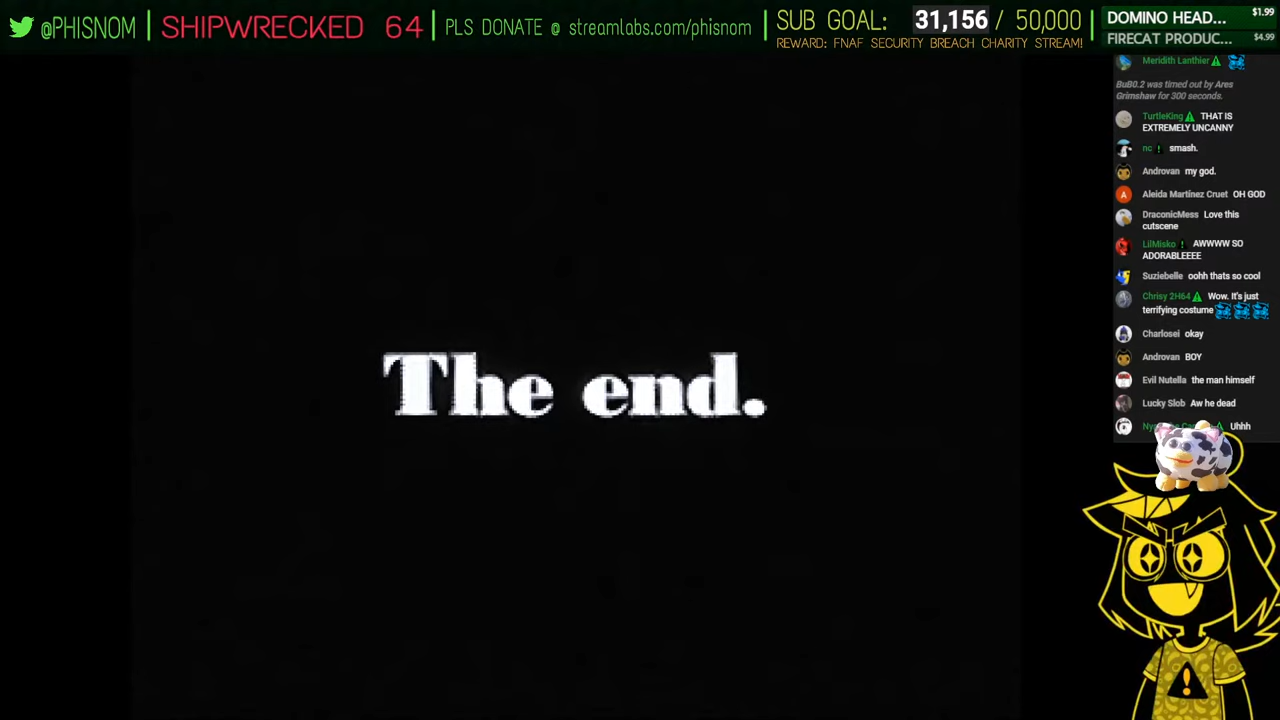 @PHISNOM | SHIPWRECKED 64 | PLS DONATE @ streamlabs.com/phisnom | SUB GOAL: 31,156 / 50,000
REWARD: FNAF SECURITY BREACH CHARITY STREAM!
DOMINO HEAD... $1.99
FIRECAT PRODUC... $4.99
Meridith Lanthier
BuB0.2 was timed out by Ares
Grimshaw for 300 seconds.
TurtleKing THAT IS
EXTREMELY UNCANNY
nc smash.
Androvan my god.
A Aleida Martínez Cruet OH GOD
DraconicMess Love this
cutscene
LilMisko AWWWW SO
ADORABLEEEE
Suziebelle oohh thats so cool
Chrisy 2H64 Wow. It's just
terrifying costume
Charlosei okay
Androvan BOY
Evil Nutella the man himself
Lucky Slob Aw he dead
Uhhh
The end.